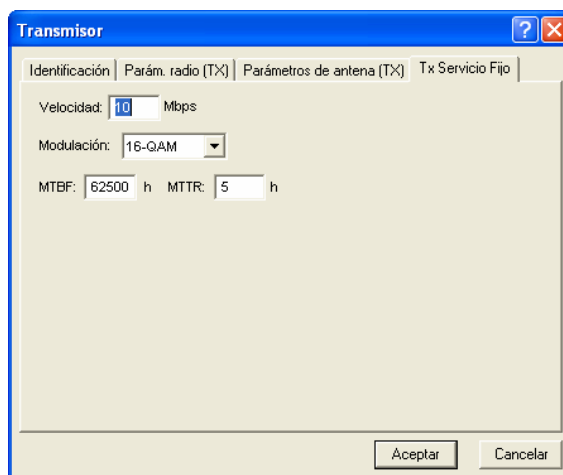 Transmisor
Identificación Parám. radio (TX) Parámetros de antena (TX) Tx Servicio Fijo
Velocidad: 10 Mbps
Modulación: 16-QAM
MTBF: 62500 h MTTR: 5 h
Aceptar Cancelar